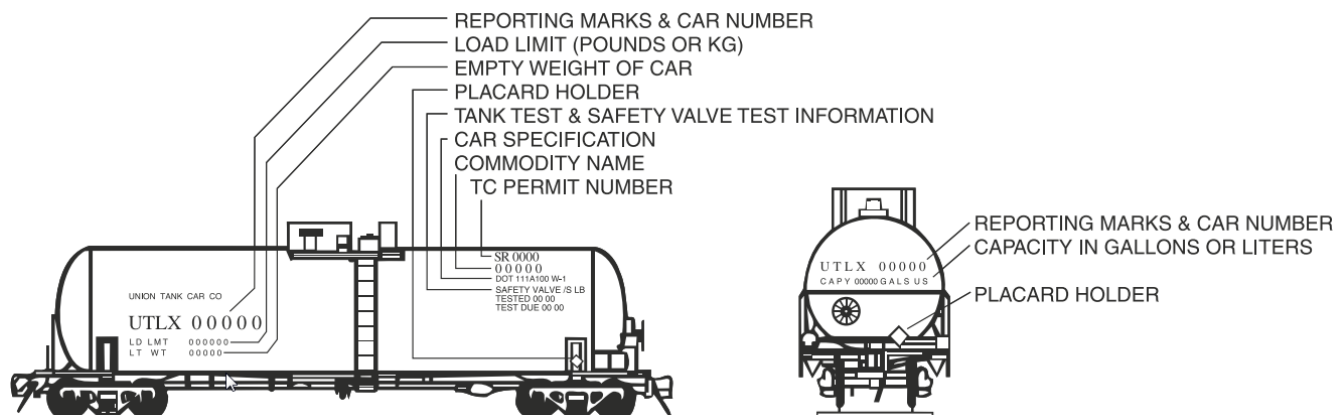 REPORTING MARKS & CAR NUMBER
LOAD LIMIT (POUNDS OR KG)
EMPTY WEIGHT OF CAR
PLACARD HOLDER
TANK TEST & SAFETY VALVE TEST INFORMATION
CAR SPECIFICATION
COMMODITY NAME
TC PERMIT NUMBER
SR 0000
00000
DOT 111A100 W-1
SAFETY VALVE /S LB
TESTED 00 00
TEST DUE 00 00
UNION TANK CAR CO
UTLX 00000
LD LMT 000000
LT WT 00000
REPORTING MARKS & CAR NUMBER
CAPACITY IN GALLONS OR LITERS
UTLX 00000
CAPY 00000 GALS US
PLACARD HOLDER